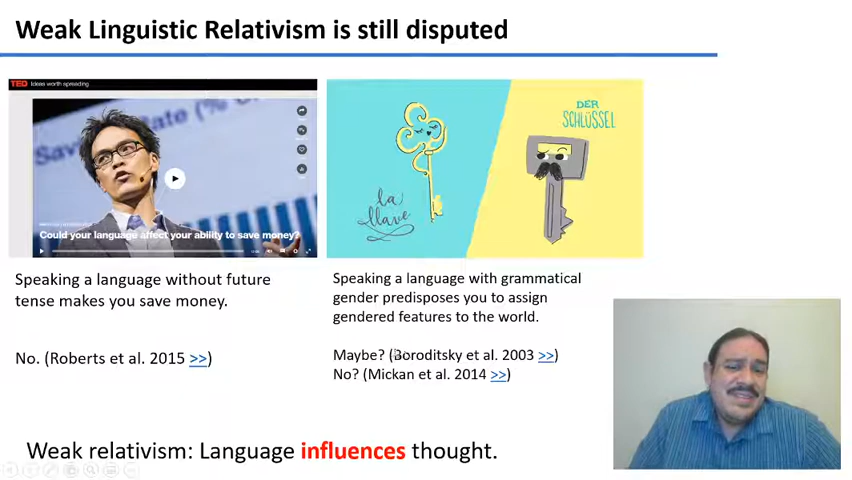 Weak Linguistic Relativism is still disputed
TED Ideas worth spreading
Could your language affect your ability to save money?
la
llave
DER
SCHLÜSSEL
Speaking a language without future
tense makes you save money.
No. (Roberts et al. 2015 >>)
Speaking a language with grammatical
gender predisposes you to assign
gendered features to the world.
Maybe? (Boroditsky et al. 2003 >>)
No? (Mickan et al. 2014 >>)
Weak relativism: Language influences thought.